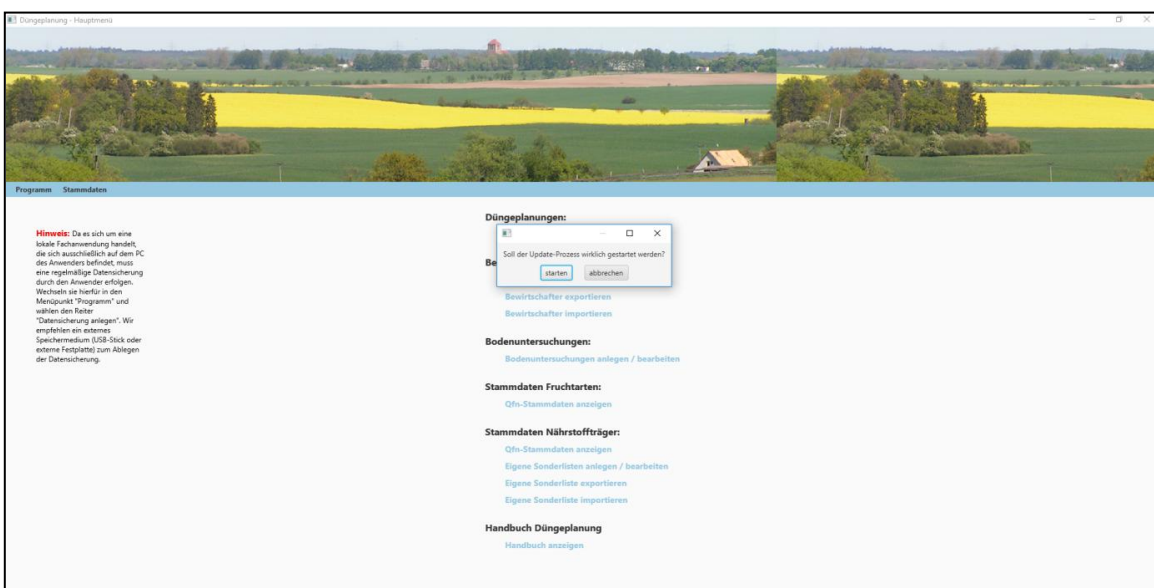 Düngeplanung - Hauptmenü
Programm Stammdaten
Hinweis: Da es sich um eine
lokale Fachanwendung handelt,
die sich ausschließlich auf dem PC
des Anwenders befindet, muss
eine regelmäßige Datensicherung
durch den Anwender erfolgen.
Wechseln sie hierfür in den
Menüpunkt "Programm" und
wählen den Reiter
"Datensicherung anlegen". Wir
empfehlen ein externes
Speichermedium (USB-Stick oder
externe Festplatte) zum Ablegen
der Datensicherung.
Düngeplanungen:
Soll der Update-Prozess wirklich gestartet werden?
starten abbrechen
Be
Bewirtschafter exportieren
Bewirtschafter importieren
Bodenuntersuchungen:
Bodenuntersuchungen anlegen / bearbeiten
Stammdaten Fruchtarten:
Qfn-Stammdaten anzeigen
Stammdaten Nährstoffträger:
Qfn-Stammdaten anzeigen
Eigene Sonderlisten anlegen / bearbeiten
Eigene Sonderliste exportieren
Eigene Sonderliste importieren
Handbuch Düngeplanung
Handbuch anzeigen